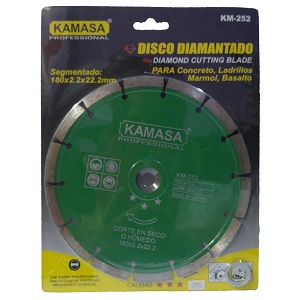 KM-252
KAMASA
PROFESSIONAL
DISCO DIAMANTADO
DIAMOND CUTTING BLADE
Segmentado:
180x2.2x22.2mm
PARA Concreto, Ladrillos
Marmol, Basalto
KAMASA
PROFESSIONAL
KM-252
CORTE EN SECO
O HÚMEDO
180x2.2x22.2
CALIDAD